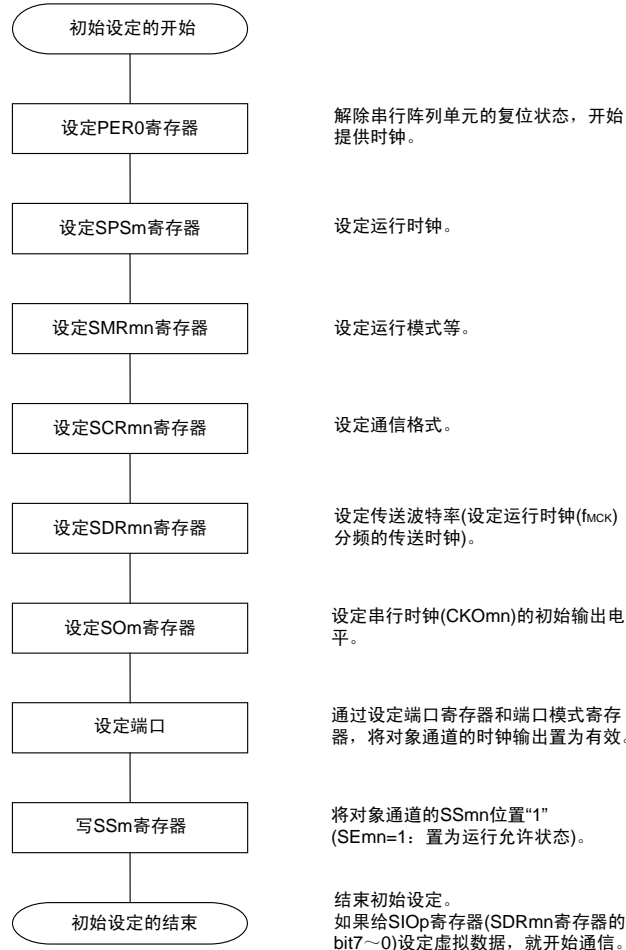 初始设定的开始
设定PER0寄存器
解除串行阵列单元的复位状态，开始
提供时钟。
设定SPSm寄存器
设定运行时钟。
设定SMRmn寄存器
设定运行模式等。
设定SCRmn寄存器
设定通信格式。
设定SDRmn寄存器
设定传送波特率(设定运行时钟(fMCK)
分频的传送时钟)。
设定SOm寄存器
设定串行时钟(CKOmn)的初始输出电
平。
设定端口
通过设定端口寄存器和端口模式寄存
器，将对象通道的时钟输出置为有效。
写SSm寄存器
将对象通道的SSmn位置“1”
(SEmn=1：置为运行允许状态)。
初始设定的结束
结束初始设定。
如果给SIOp寄存器(SDRmn寄存器的
bit7～0)设定虚拟数据，就开始通信。